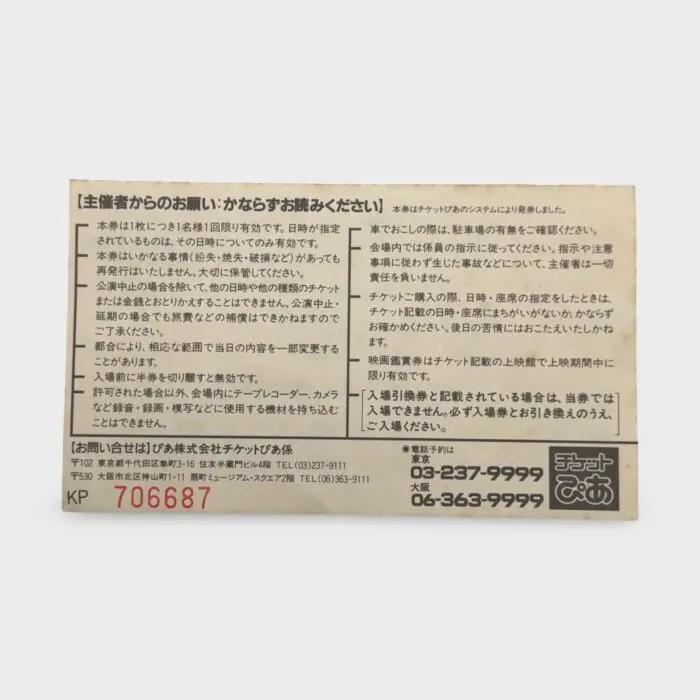 【主催者からのお願い：かならずお読みください】 本券はチケットぴあのシステムにより発券しました。
本券は1枚につき1名様1回限り有効です。日時が指定
されているものは、その日時についてのみ有効です。
本券はいかなる事情(紛失・焼失・破損など)があっても
再発行はいたしません。大切に保管してください。
公演中止の場合を除いて、他の日時や他の種類のチケット
または金銭とおとりかえすることはできません。公演中止・
延期の場合でも旅費などの補償はできかねますので
ご了承ください。
都合により、相応な範囲で当日の内容を一部変更する
ことがあります。
入場前に半券を切り離すと無効です。
許可された場合以外、会場内にテープレコーダー、カメラ
など録音・録画・模写などに使用する機材を持ち込む
ことはできません。
車でおこしの際は、駐車場の有無をご確認ください。
会場内では係員の指示に従ってください。指示や注意
事項に従わず生じた事故などについて、主催者は一切
責任を負いません。
チケットご購入の際、日時・座席の指定をしたときは、
チケット記載の日時・座席にまちがいがないか、かならず
お確かめください。後日の苦情にはおこたえいたしかね
ます。
映画鑑賞券はチケット記載の上映館で上映期間中に
限り有効です。
[入場引換券と記載されている場合は、当券では
入場できません。必ず入場券とお引き換えのうえ、
ご入場ください。]
【お問い合せは】ぴあ株式会社チケットぴあ係
〒102 東京都千代田区隼町3-16 住友半蔵門ビル4階 TEL(03)237-9111
〒530 大阪市北区神山町1-11 扇町ミュージアム・スクエア2階 TEL(06)363-9111
KP 706687
●電話予約は
東京
03-237-9999
大阪
06-363-9999
チケット
ぴあ